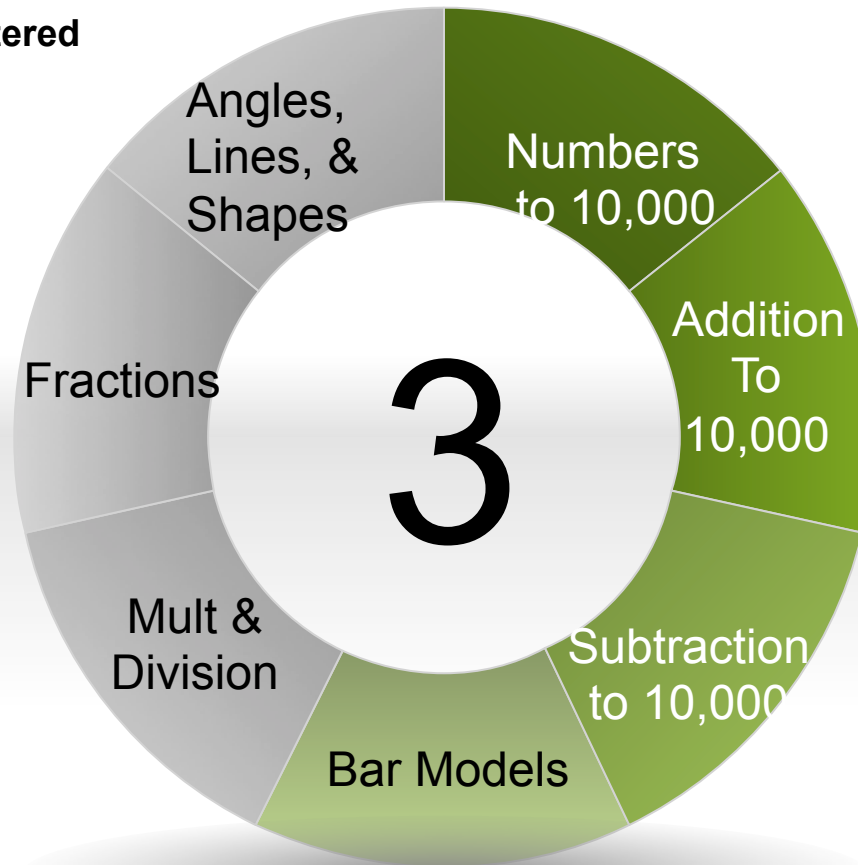 Angles,
Lines, &
Shapes
Numbers
to 10,000
Addition
To
10,000
Fractions
3
Mult &
Division
Subtraction
to 10,000
Bar Models